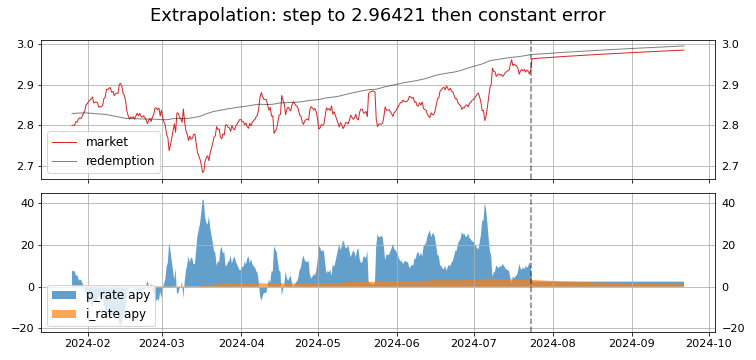 Extrapolation: step to 2.96421 then constant error
3.0 3.0
2.9 2.9
2.8 2.8
2.7 2.7
market
redemption
40 40
20 20
0 0
−20 −20
p_rate apy
i_rate apy
2024-02 2024-03 2024-04 2024-05 2024-06 2024-07 2024-08 2024-09 2024-10